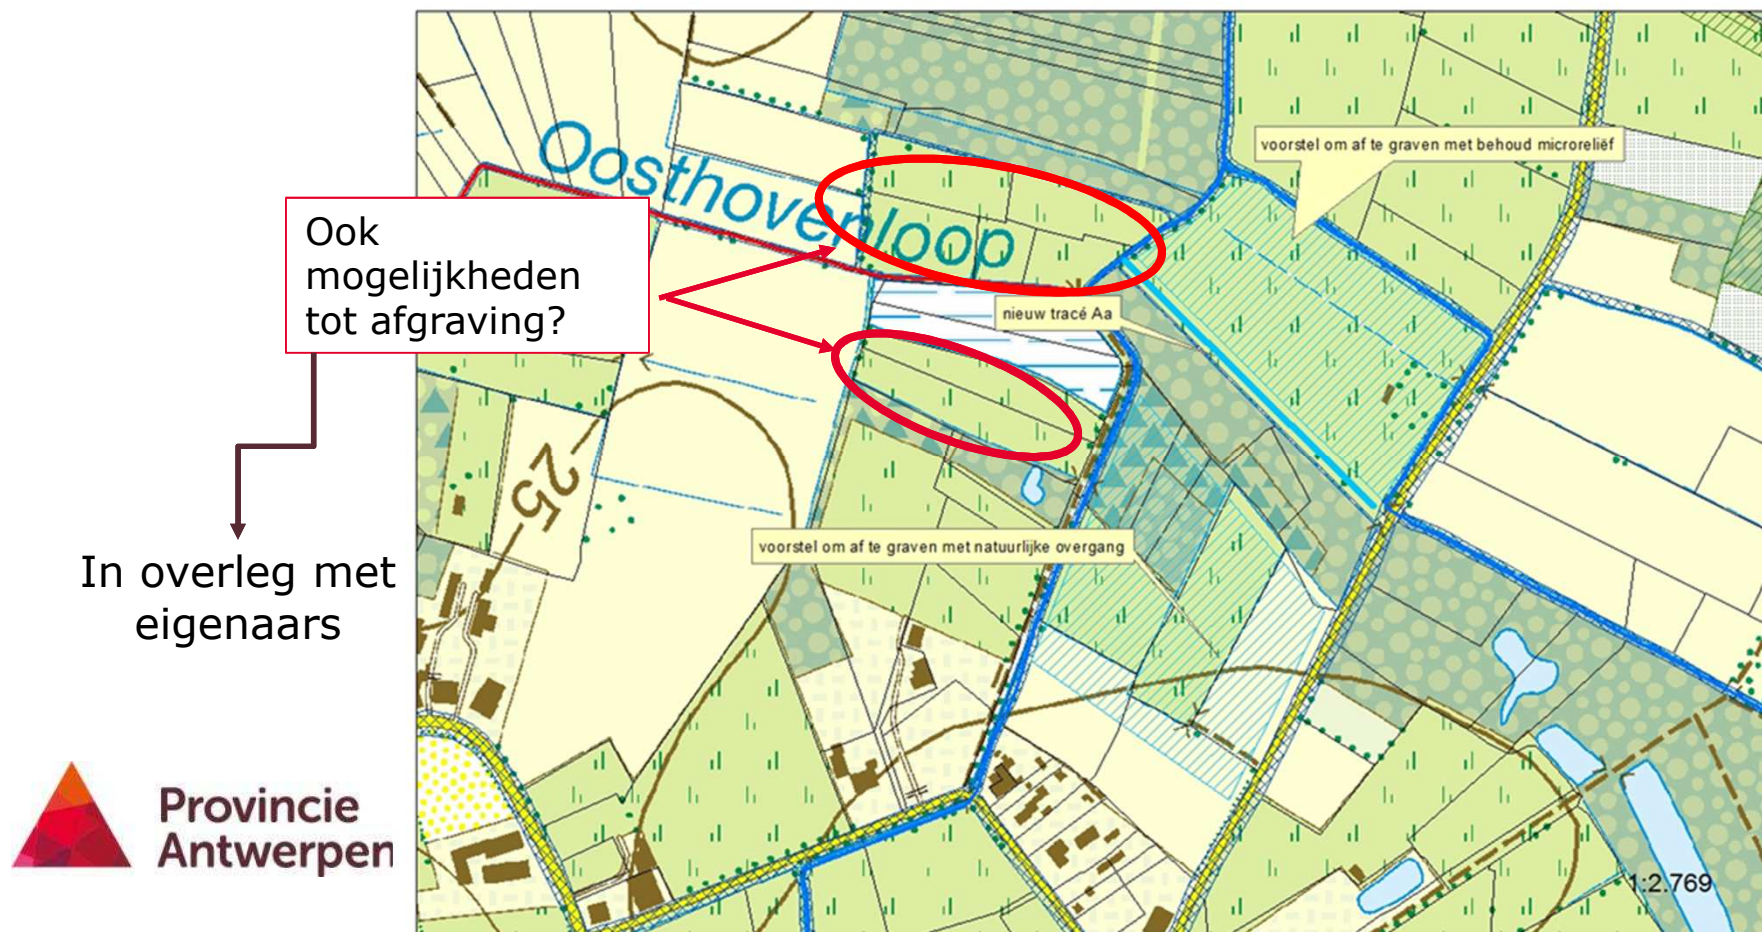 Oosthovenloop
voorstel om af te graven met behoud microreliëf
Ook
mogelijkheden
tot afgraving?
nieuw tracé Aa
25
voorstel om af te graven met natuurlijke overgang
In overleg met
eigenaars
Provincie
Antwerpen
1:2.769